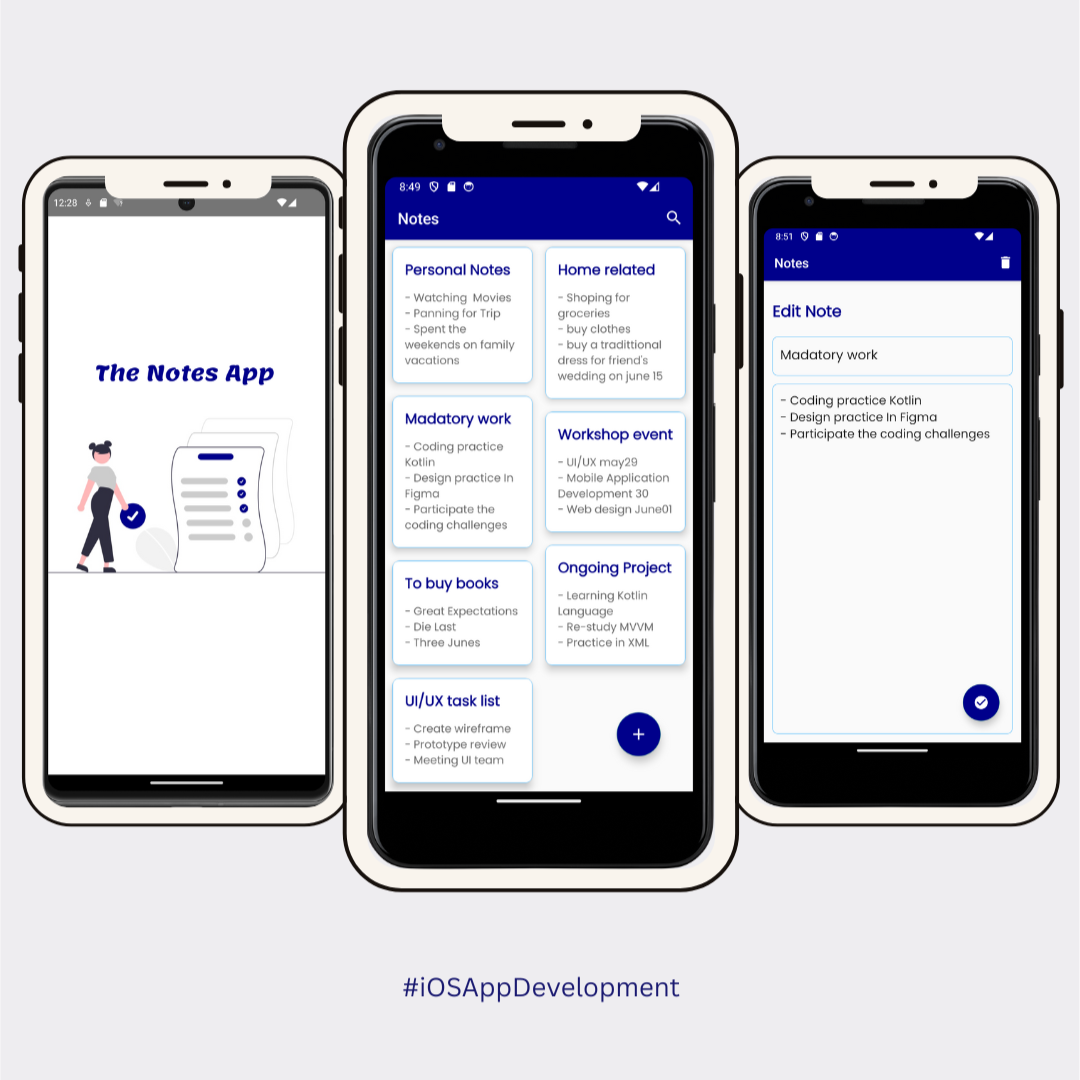 12:28
The Notes App
8:49
Notes
Personal Notes
- Watching  Movies
- Panning for Trip
- Spent the
weekends on family
vacations
Home related
- Shoping for
groceries
- buy clothes
- buy a tradittional
dress for friend's
wedding on june 15
Madatory work
- Coding practice
Kotlin
- Design practice In
Figma
- Participate the
coding challenges
Workshop event
- UI/UX may29
- Mobile Application
Development 30
- Web design June01
To buy books
- Great Expectations
- Die Last
- Three Junes
Ongoing Project
- Learning Kotlin
Language
- Re-study MVVM
- Practice in XML
UI/UX task list
- Create wireframe
- Prototype review
- Meeting UI team
+
8:51
Notes
Edit Note
Madatory work
- Coding practice Kotlin
- Design practice In Figma
- Participate the coding challenges
#iOSAppDevelopment